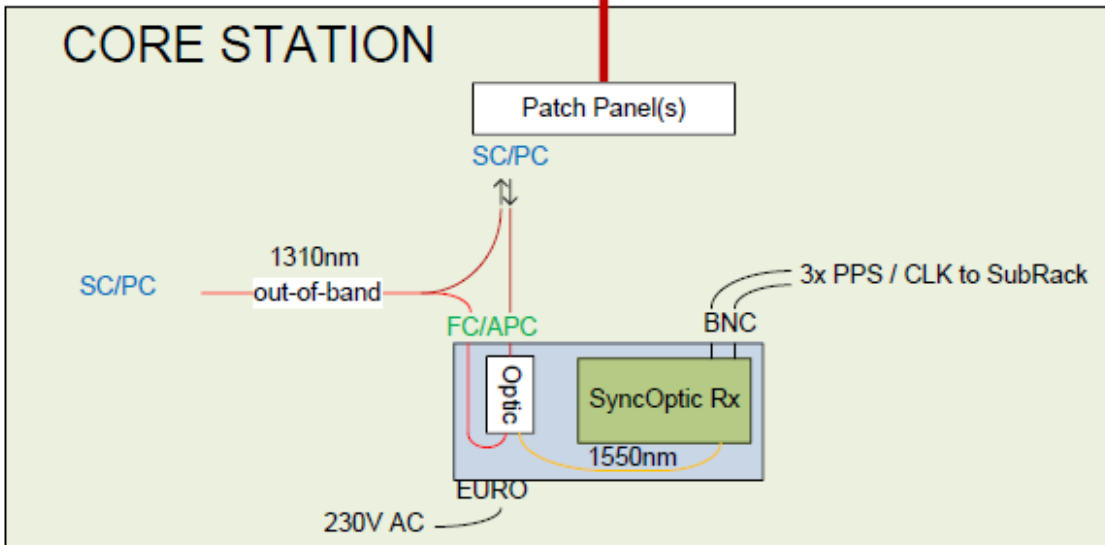 CORE STATION
Patch Panel(s)
SC/PC
1310nm
out-of-band
SC/PC
3x PPS / CLK to SubRack
FC/APC
BNC
Optic
SyncOptic Rx
1550nm
EURO
230V AC